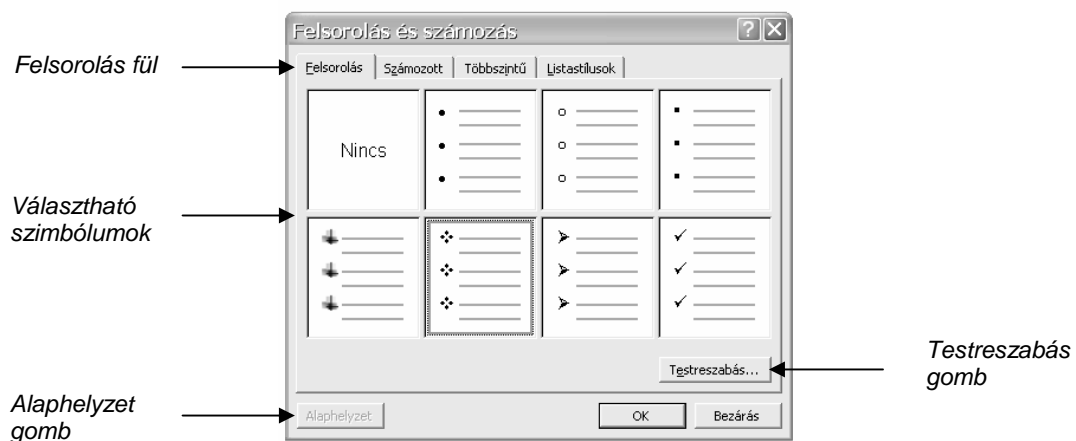 Felsorolás és számozás
Felsorolás fül
Felsorolás Számozott Többszintű Listastílusok
Nincs
Választható
szimbólumok
Testreszabás...
Testreszabás
gomb
Alaphelyzet
gomb
Alaphelyzet OK Bezárás